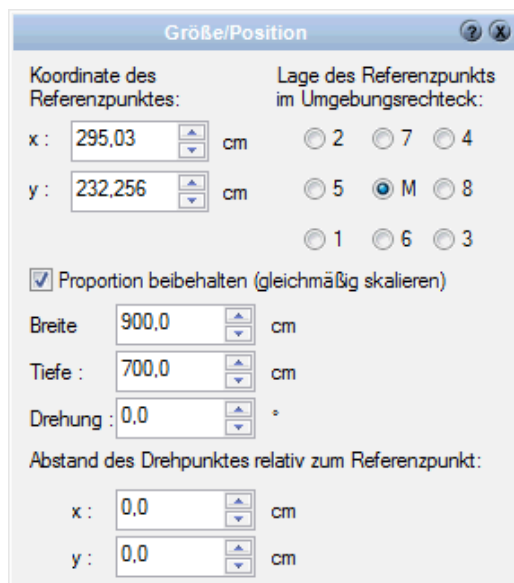 Größe/Position
Koordinate des
Referenzpunktes:
Lage des Referenzpunkts
im Umgebungsrechteck:
x : 295,03 cm
y : 232,256 cm
2 7 4
5 M 8
1 6 3
Proportion beibehalten (gleichmäßig skalieren)
Breite 900,0 cm
Tiefe : 700,0 cm
Drehung : 0,0 °
Abstand des Drehpunktes relativ zum Referenzpunkt:
x : 0,0 cm
y : 0,0 cm